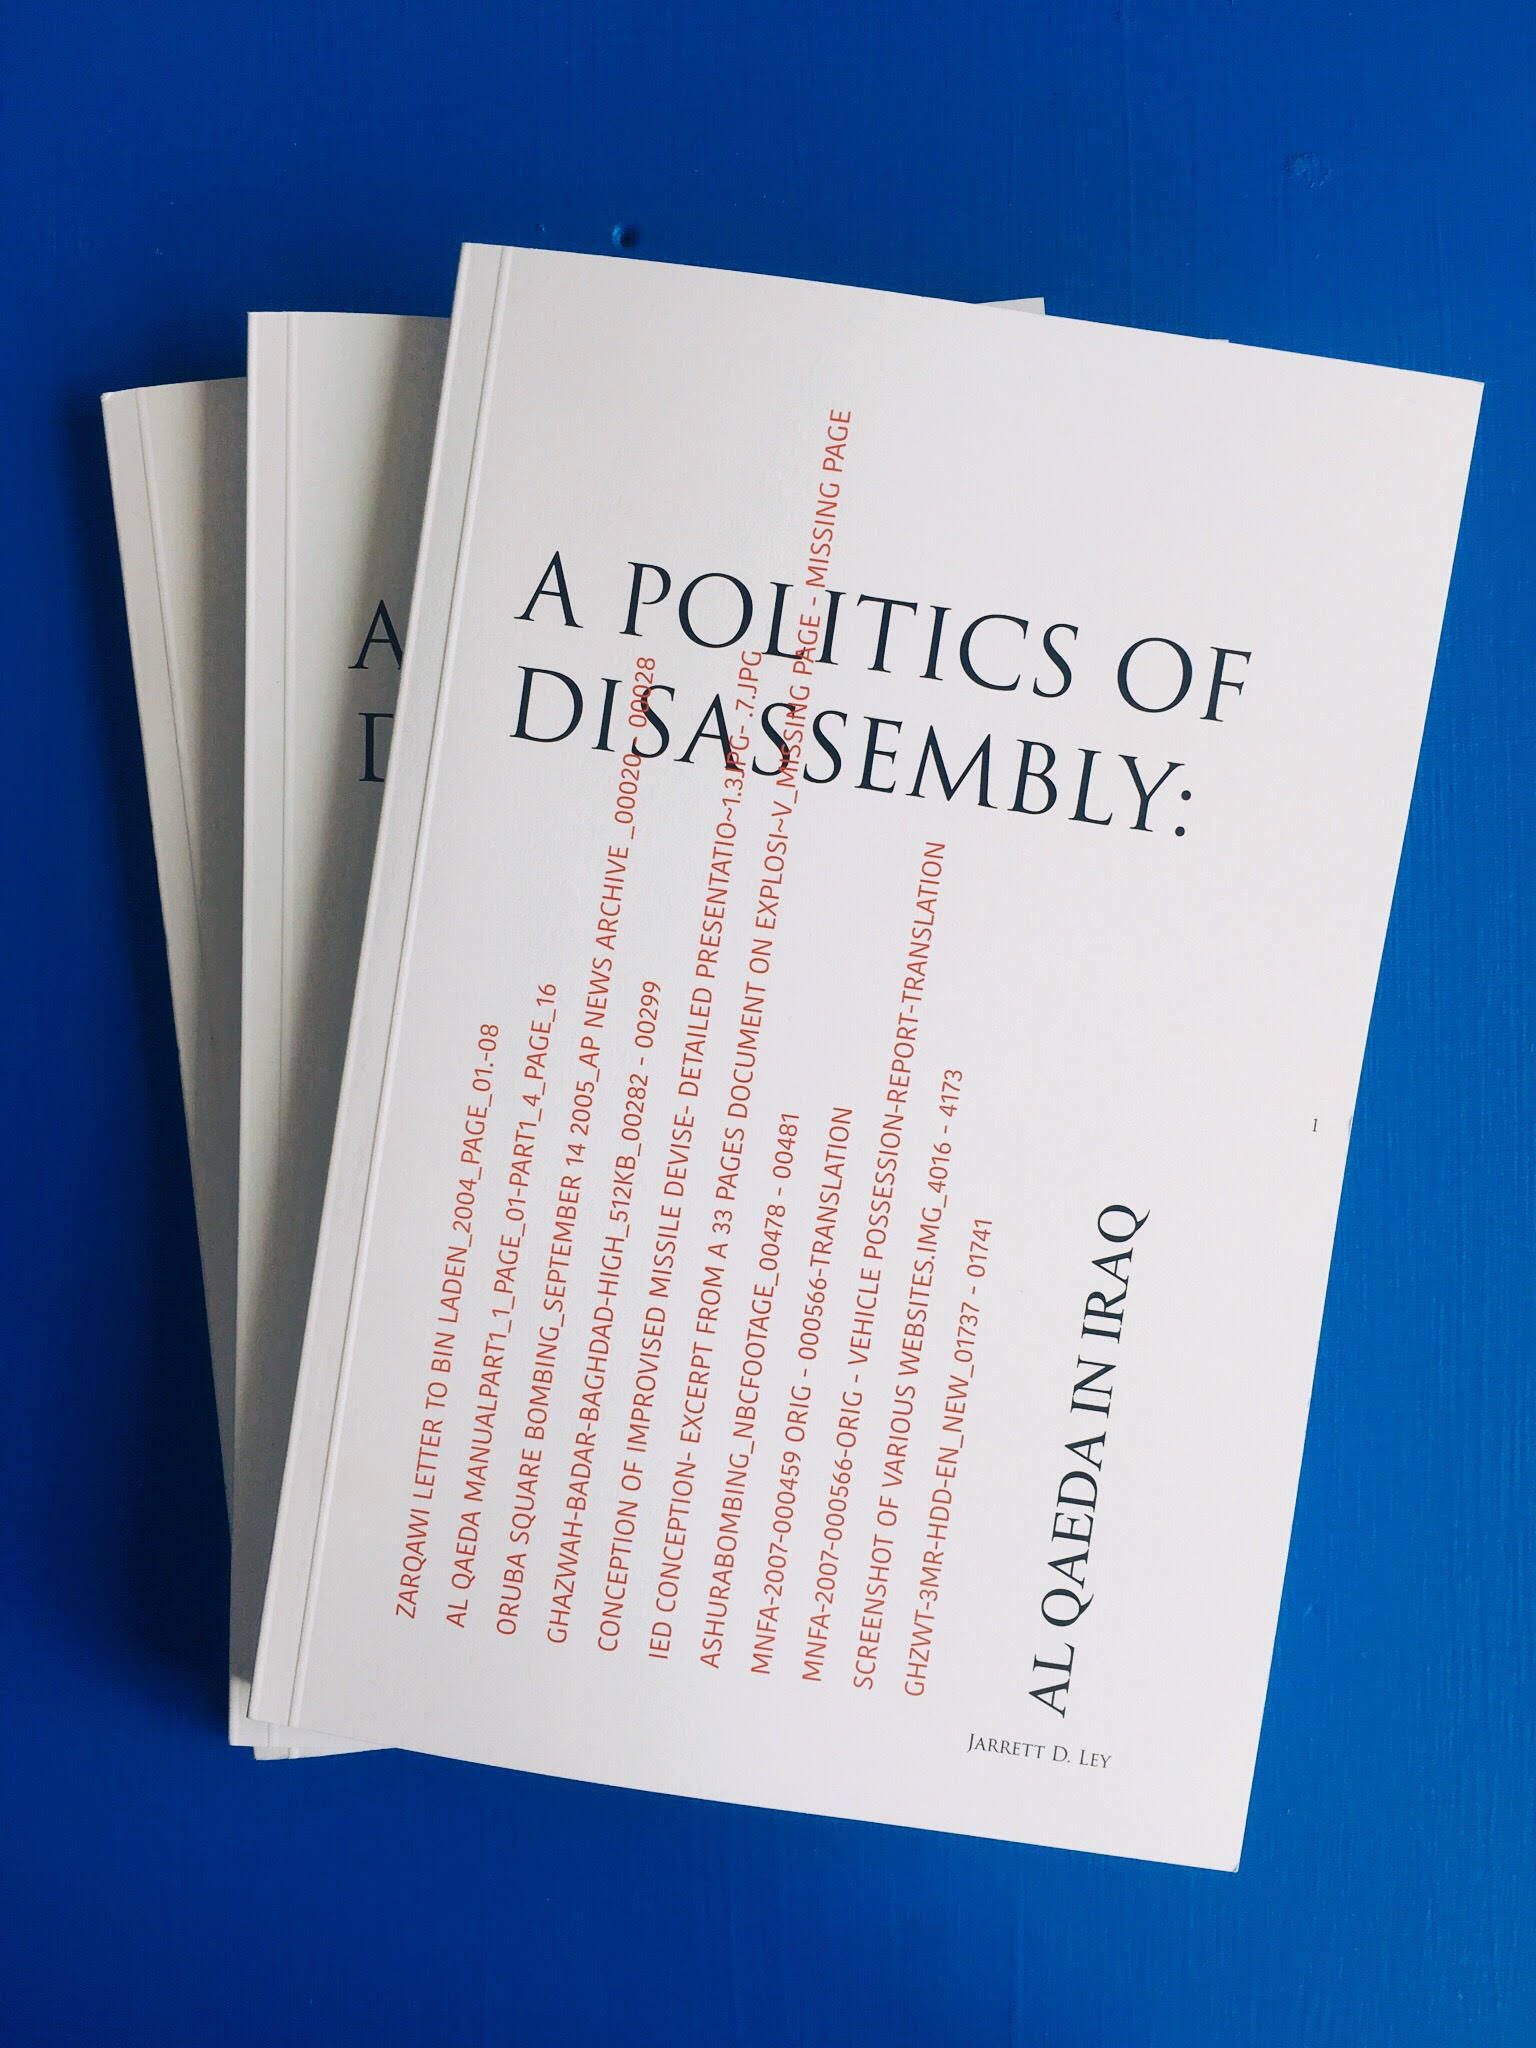 A POLITICS OF
DISASSEMBLY:
ZARQAWI LETTER TO BIN LADEN_2004_PAGE_01.-08
AL QAEDA MANUALPART1_1_PAGE_01-PART1_4_PAGE_16
ORUBA SQUARE BOMBING_SEPTEMBER 14 2005_AP NEWS ARCHIVE _00020 - 00028
GHAZWAH-BADAR-BAGHDAD-HIGH_512KB_00282 - 00299
CONCEPTION OF IMPROVISED MISSILE DEVISE- DETAILED PRESENTATIO~1.3.JPG- .7.JPG
IED CONCEPTION- EXCERPT FROM A 33 PAGES DOCUMENT ON EXPLOSI~V_MISSING PAGE - MISSING PAGE
ASHURABOMBING_NBCFOOTAGE_00478 - 00481
MNFA-2007-000459 ORIG - 000566-TRANSLATION
MNFA-2007-000566-ORIG - VEHICLE POSSESSION-REPORT-TRANSLATION
SCREENSHOT OF VARIOUS WEBSITES.IMG_4016 - 4173
GHZWT-3MR-HDD-EN_NEW_01737 - 01741
1
AL QAEDA IN IRAQ
JARRETT D. LEY
A
D